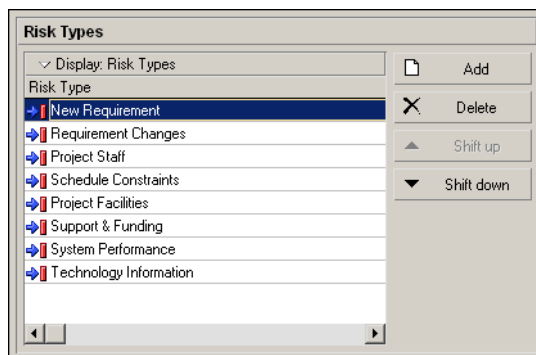 Risk Types
Display: Risk Types
Risk Type
New Requirement
Requirement Changes
Project Staff
Schedule Constraints
Project Facilities
Support & Funding
System Performance
Technology Information
Add
Delete
Shift up
Shift down